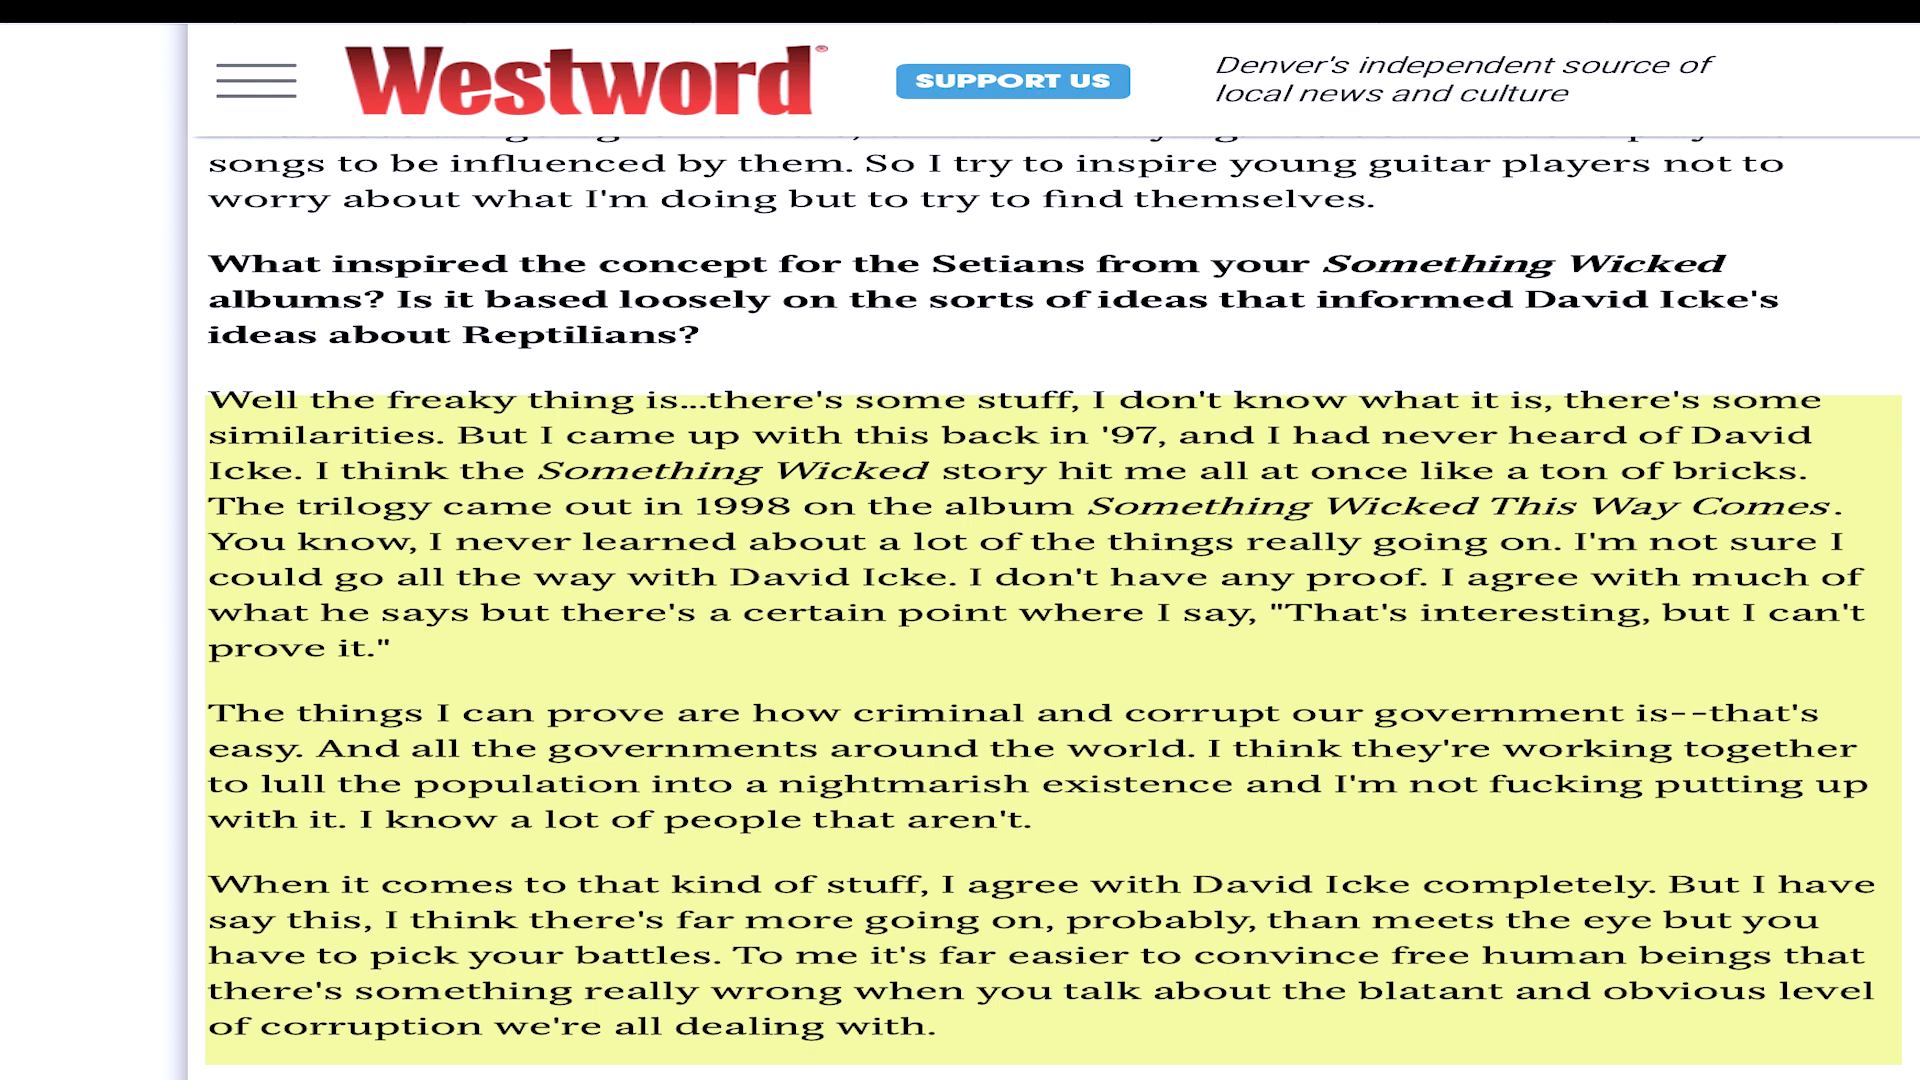 Westword®
SUPPORT US
Denver's independent source of
local news and culture
songs to be influenced by them. So I try to inspire young guitar players not to
worry about what I'm doing but to try to find themselves.
What inspired the concept for the Setians from your Something Wicked
albums? Is it based loosely on the sorts of ideas that informed David Icke's
ideas about Reptilians?
Well the freaky thing is...there's some stuff, I don't know what it is, there's some
similarities. But I came up with this back in '97, and I had never heard of David
Icke. I think the Something Wicked story hit me all at once like a ton of bricks.
The trilogy came out in 1998 on the album Something Wicked This Way Comes.
You know, I never learned about a lot of the things really going on. I'm not sure I
could go all the way with David Icke. I don't have any proof. I agree with much of
what he says but there's a certain point where I say, "That's interesting, but I can't
prove it."
The things I can prove are how criminal and corrupt our government is--that's
easy. And all the governments around the world. I think they're working together
to lull the population into a nightmarish existence and I'm not fucking putting up
with it. I know a lot of people that aren't.
When it comes to that kind of stuff, I agree with David Icke completely. But I have
say this, I think there's far more going on, probably, than meets the eye but you
have to pick your battles. To me it's far easier to convince free human beings that
there's something really wrong when you talk about the blatant and obvious level
of corruption we're all dealing with.